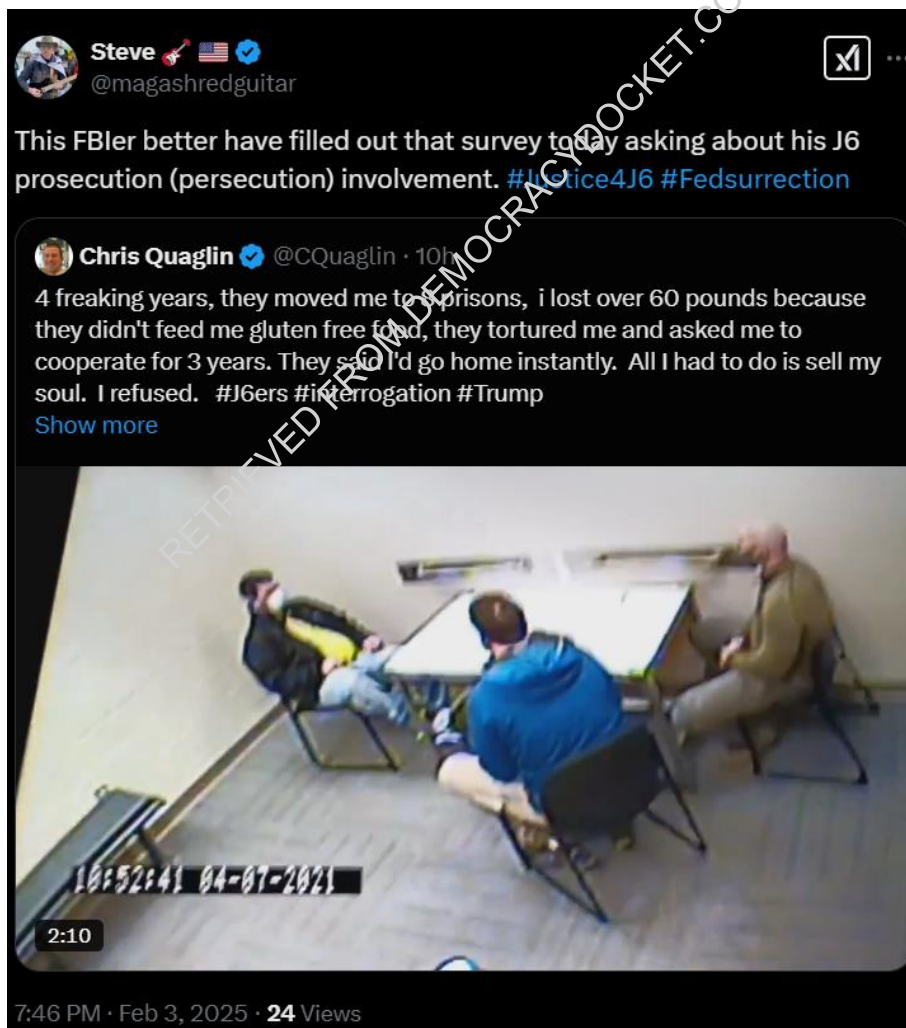 Steve
@magashredguitar
This FBIer better have filled out that survey today asking about his J6
prosecution (persecution) involvement. #Justice4J6 #Fedsurrection
Chris Quaglin @CQuaglin · 10h
4 freaking years, they moved me to prisons, i lost over 60 pounds because
they didn't feed me gluten free food, they tortured me and asked me to
cooperate for 3 years. They said I'd go home instantly. All I had to do is sell my
soul. I refused. #J6ers #interrogation #Trump
Show more
RETRIEVED FROM DEMOCRACYDOCKET.CO
10:52:41 04-07-2021
2:10
7:46 PM · Feb 3, 2025 · 24 Views